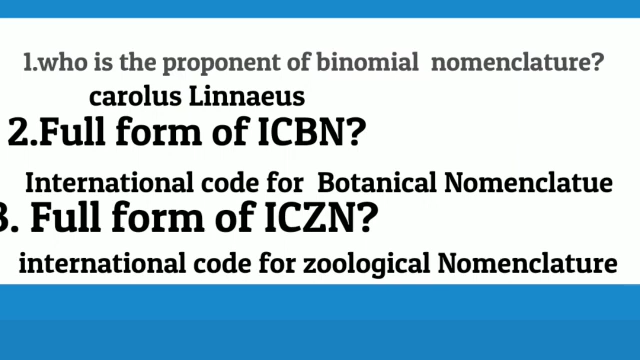 1.who is the proponent of binomial nomenclature?
carolus Linnaeus
2.Full form of ICBN?
International code for Botanical Nomenclatue
3. Full form of ICZN?
international code for zoological Nomenclature